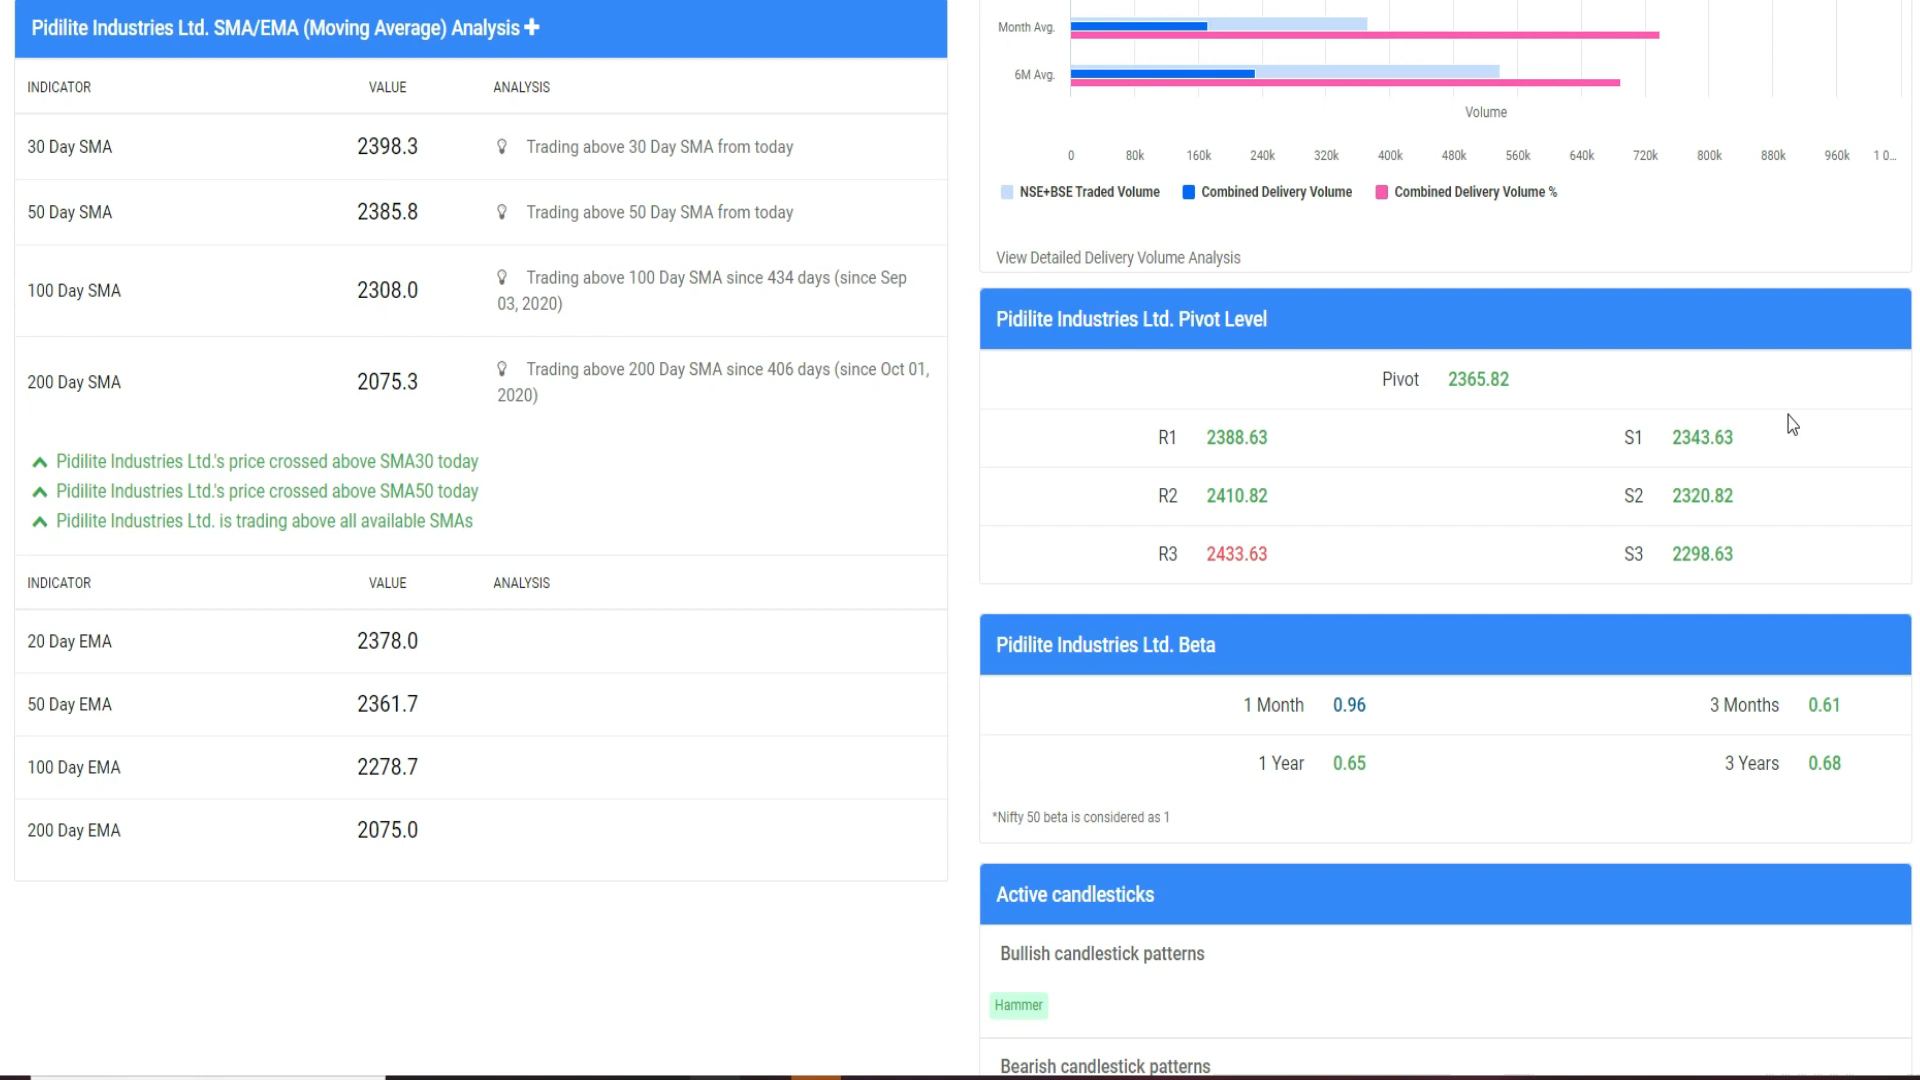 Pidilite Industries Ltd. SMA/EMA (Moving Average) Analysis +
INDICATOR VALUE ANALYSIS
30 Day SMA 2398.3 Trading above 30 Day SMA from today
50 Day SMA 2385.8 Trading above 50 Day SMA from today
100 Day SMA 2308.0 Trading above 100 Day SMA since 434 days (since Sep
03, 2020)
200 Day SMA 2075.3 Trading above 200 Day SMA since 406 days (since Oct 01,
2020)
Pidilite Industries Ltd.'s price crossed above SMA30 today
Pidilite Industries Ltd.'s price crossed above SMA50 today
Pidilite Industries Ltd. is trading above all available SMAs
INDICATOR VALUE ANALYSIS
20 Day EMA 2378.0
50 Day EMA 2361.7
100 Day EMA 2278.7
200 Day EMA 2075.0
Month Avg.
6M Avg.
Volume
0 80k 160k 240k 320k 400k 480k 560k 640k 720k 800k 880k 960k 1 0...
NSE+BSE Traded Volume Combined Delivery Volume Combined Delivery Volume %
View Detailed Delivery Volume Analysis
Pidilite Industries Ltd. Pivot Level
Pivot 2365.82
R1 2388.63 S1 2343.63
R2 2410.82 S2 2320.82
R3 2433.63 S3 2298.63
Pidilite Industries Ltd. Beta
1 Month 0.96 3 Months 0.61
1 Year 0.65 3 Years 0.68
*Nifty 50 beta is considered as 1
Active candlesticks
Bullish candlestick patterns
Hammer
Bearish candlestick patterns